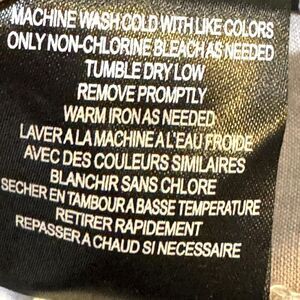 MACHINE WASH COLD WITH LIKE COLORS
ONLY NON-CHLORINE BLEACH AS NEEDED
TUMBLE DRY LOW
REMOVE PROMPTLY
WARM IRON AS NEEDED
LAVER A LA MACHINE A L'EAU FROIDE
AVEC DES COULEURS SIMILAIRES
BLANCHIR SANS CHLORE
SECHER EN TAMBOUR A BASSE TEMPERATURE
RETIRER RAPIDEMENT
REPASSER A CHAUD SI NECESSAIRE